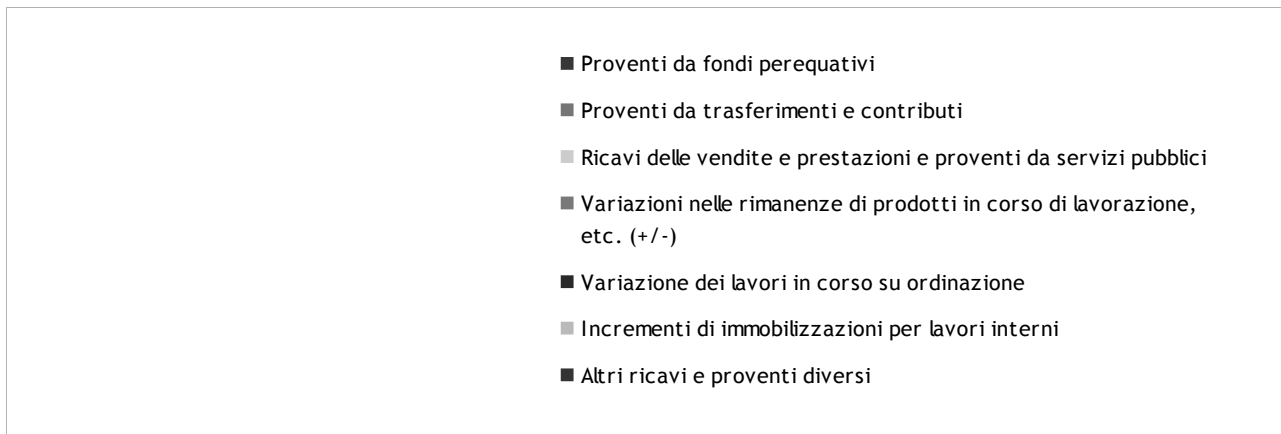 Proventi da fondi perequativi
Proventi da trasferimenti e contributi
Ricavi delle vendite e prestazioni e proventi da servizi pubblici
Variazioni nelle rimanenze di prodotti in corso di lavorazione,
etc. (+/-)
Variazione dei lavori in corso su ordinazione
Incrementi di immobilizzazioni per lavori interni
Altri ricavi e proventi diversi